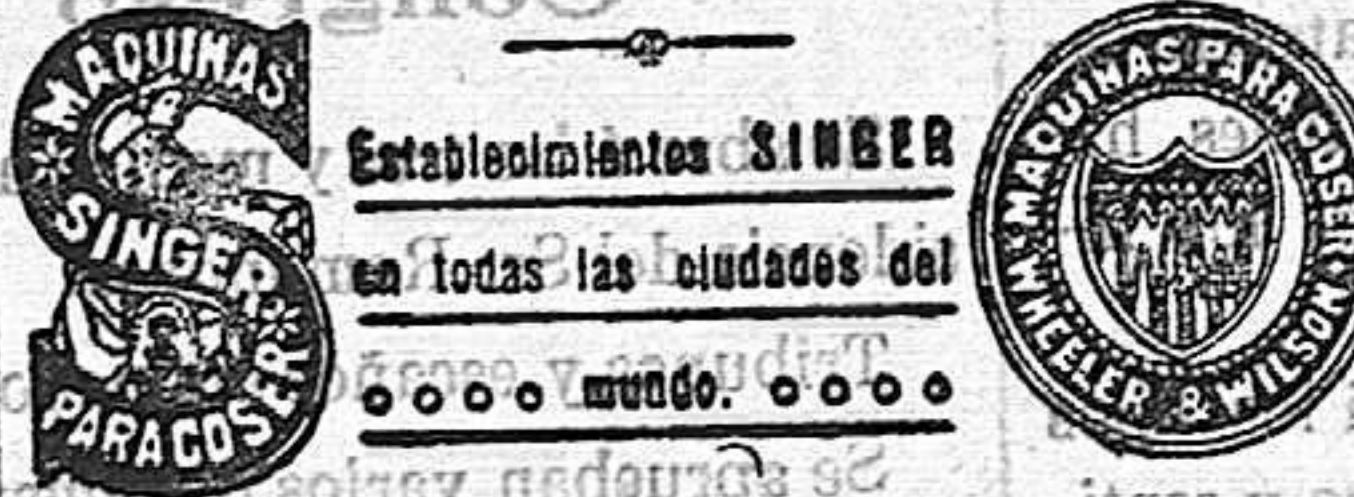 MAQUINAS
SINGER
PARA COSER
Establecimientos SINGER
en todas las ciudades del
mundo.
MAQUINAS PARA COSER
WHEELER & WILSON